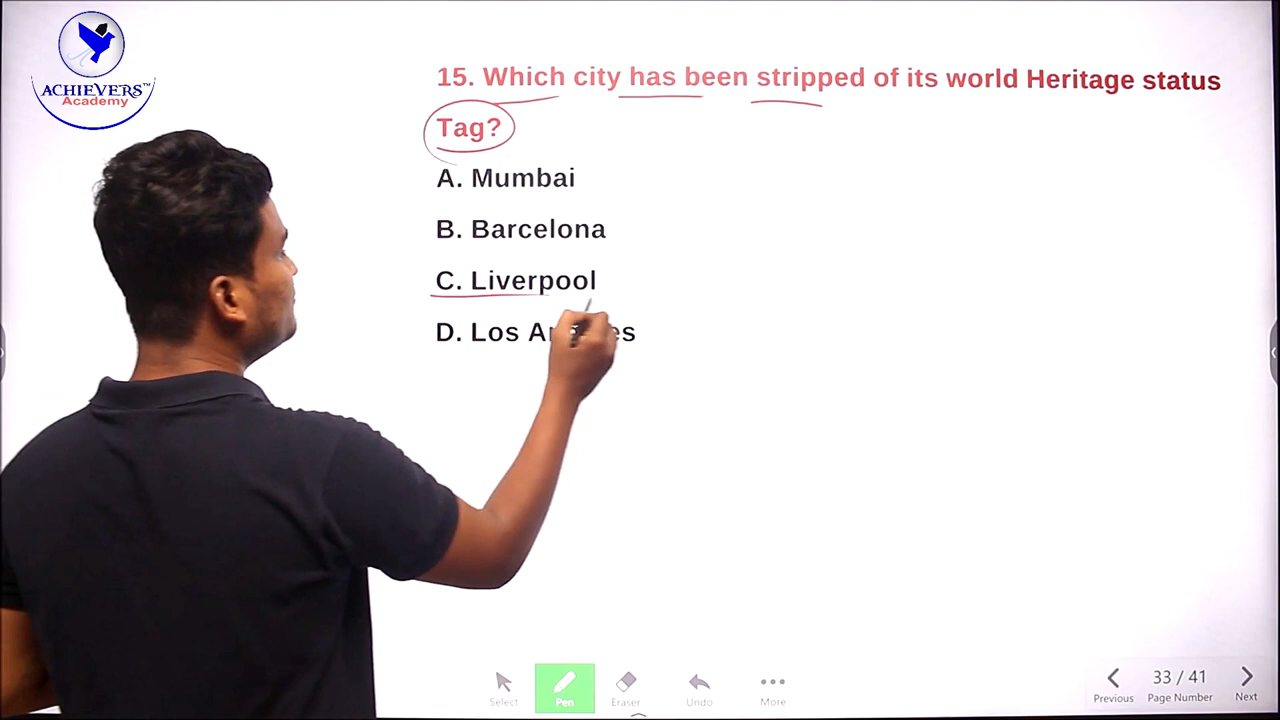 ACHIEVERS™
Academy
15. Which city has been stripped of its world Heritage status
Tag?
A. Mumbai
B. Barcelona
C. Liverpool
D. Los
Select
Pen
Eraser
Undo
More
33 / 41
Previous
Page Number
Next